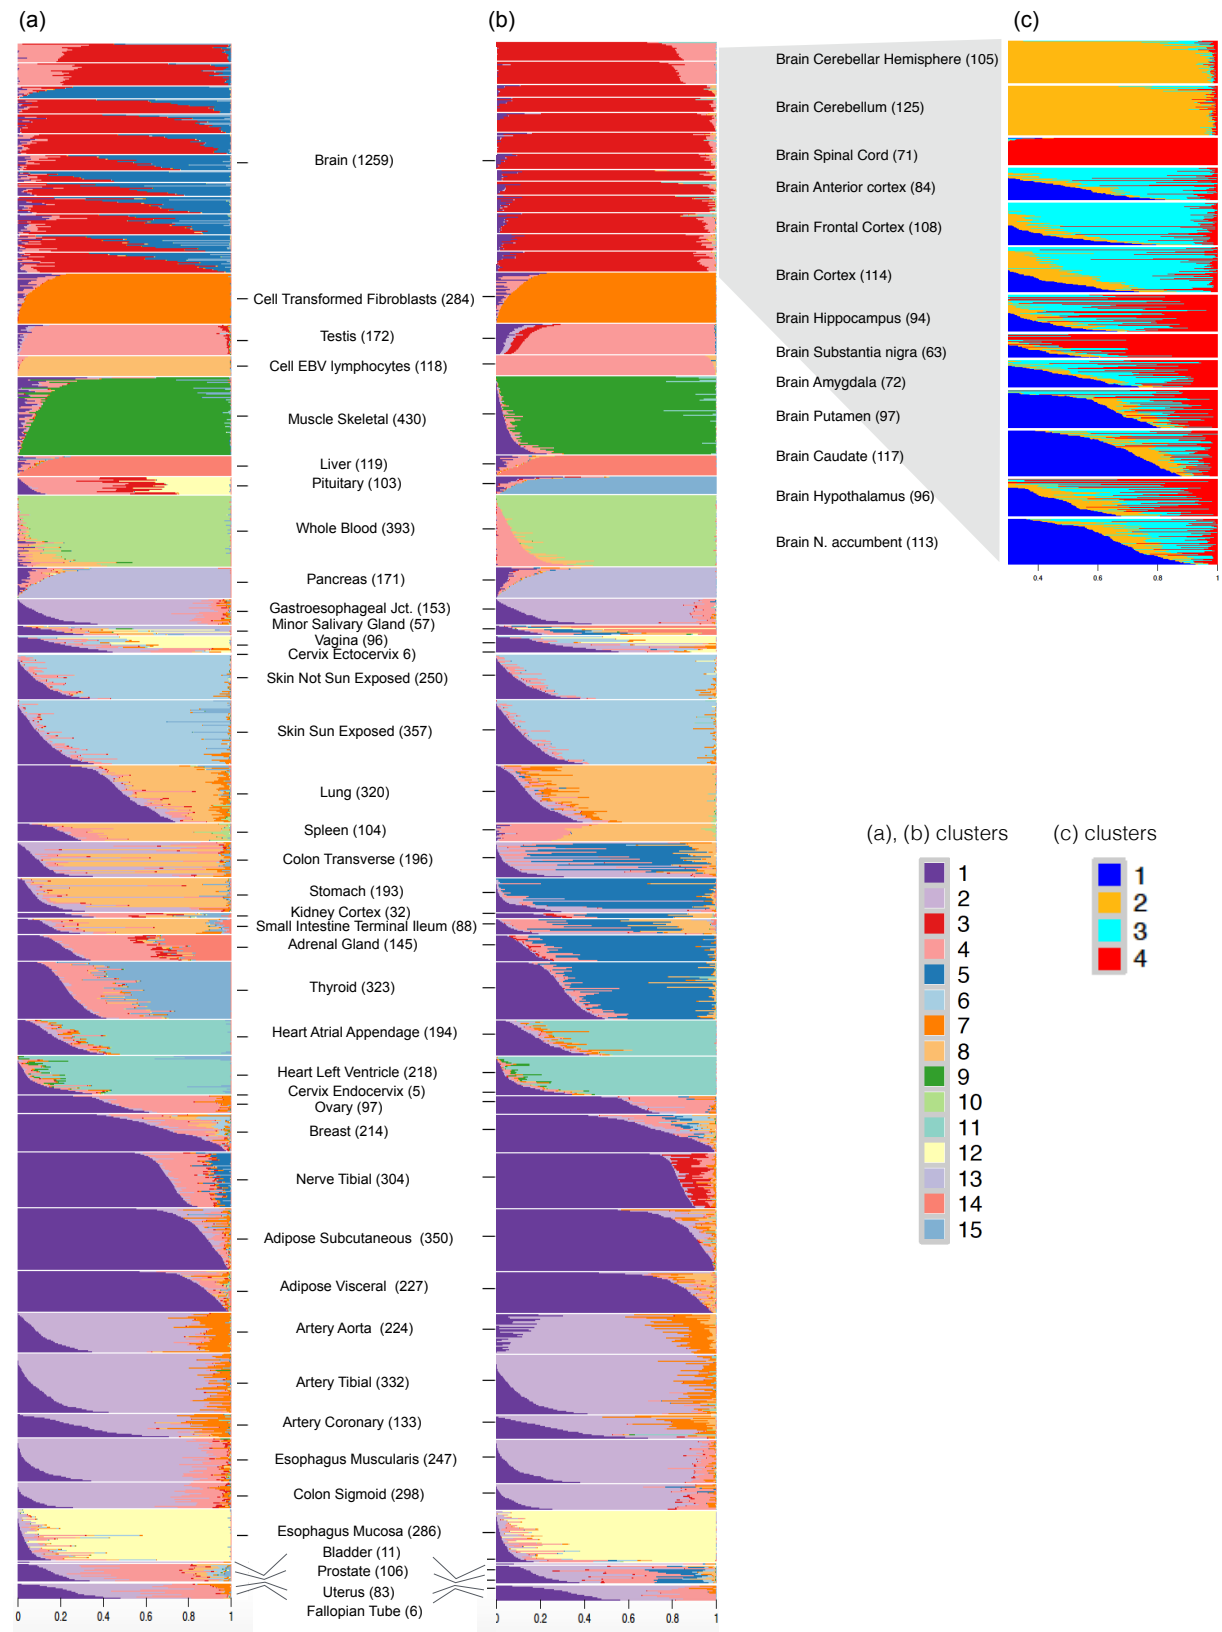 (a)
(b)
(c)
Brain (1259)
Cell Transformed Fibroblasts (284)
Testis (172)
Cell EBV lymphocytes (118)
Muscle Skeletal (430)
Liver (119)
Pituitary (103)
Whole Blood (393)
Pancreas (171)
Gastroesophageal Jct. (153)
Minor Salivary Gland (57)
Vagina (96)
Cervix Ectocervix 6)
Skin Not Sun Exposed (250)
Skin Sun Exposed (357)
Lung (320)
Spleen (104)
Colon Transverse (196)
Stomach (193)
Kidney Cortex (32)
Small Intestine Terminal Ileum (88)
Adrenal Gland (145)
Thyroid (323)
Heart Atrial Appendage (194)
Heart Left Ventricle (218)
Cervix Endocervix (5)
Ovary (97)
Breast (214)
Nerve Tibial (304)
Adipose Subcutaneous (350)
Adipose Visceral (227)
Artery Aorta (224)
Artery Tibial (332)
Artery Coronary (133)
Esophagus Muscularis (247)
Colon Sigmoid (298)
Esophagus Mucosa (286)
Bladder (11)
Prostate (106)
Uterus (83)
Fallopian Tube (6)
0 0.2 0.4 0.6 0.8 1
0 0.2 0.4 0.6 0.8 1
Brain Cerebellar Hemisphere (105)
Brain Cerebellum (125)
Brain Spinal Cord (71)
Brain Anterior cortex (84)
Brain Frontal Cortex (108)
Brain Cortex (114)
Brain Hippocampus (94)
Brain Substantia nigra (63)
Brain Amygdala (72)
Brain Putamen (97)
Brain Caudate (117)
Brain Hypothalamus (96)
Brain N. accumbent (113)
0.4 0.6 0.8 1
(a), (b) clusters
1
2
3
4
5
6
7
8
9
10
11
12
13
14
15
(c) clusters
1
2
3
4